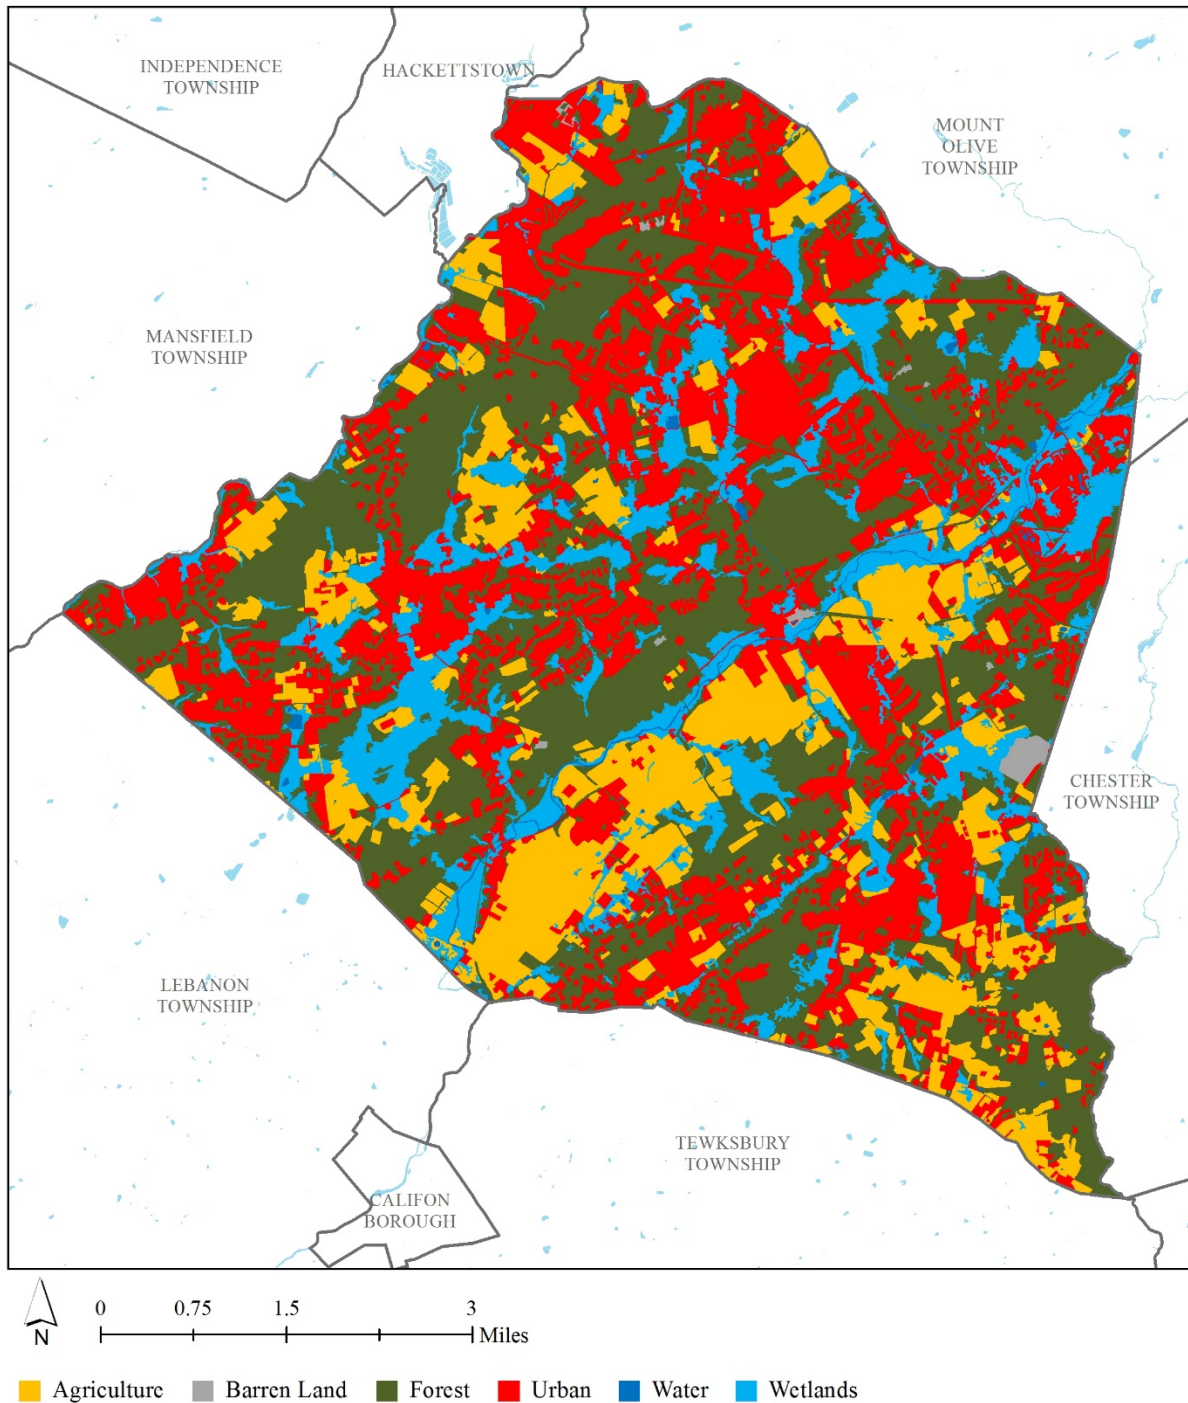 INDEPENDENCE
TOWNSHIP
HACKETTSTOWN
MOUNT
OLIVE
TOWNSHIP
MANSFIELD
TOWNSHIP
CHESTER
TOWNSHIP
LEBANON
TOWNSHIP
TEWKSBURY
TOWNSHIP
CALIFON
BOROUGH
N
0 0.75 1.5 3
Miles
Agriculture Barren Land Forest Urban Water Wetlands